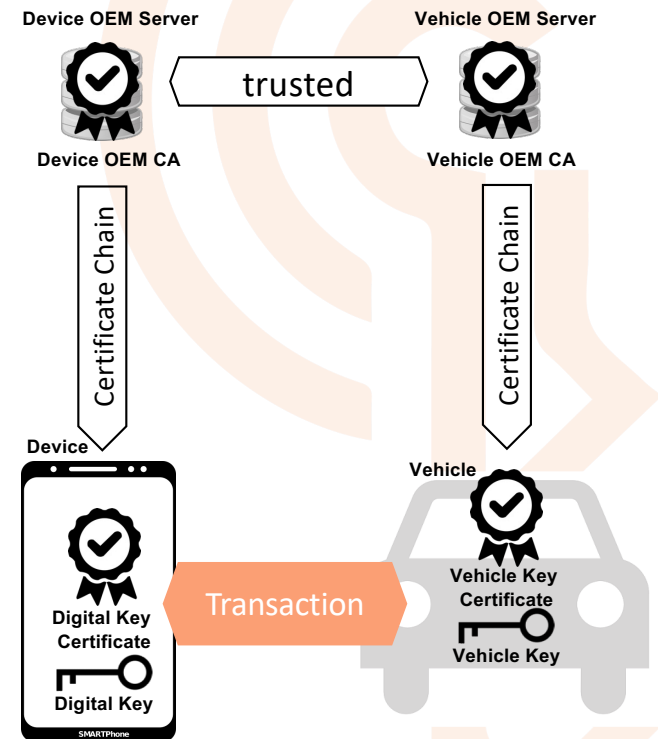 Device OEM Server
Vehicle OEM Server
trusted
Device OEM CA
Vehicle OEM CA
Certificate Chain
Certificate Chain
Device
Vehicle
Digital Key
Certificate
Digital Key
Transaction
Vehicle Key
Certificate
Vehicle Key
SMARTPhone